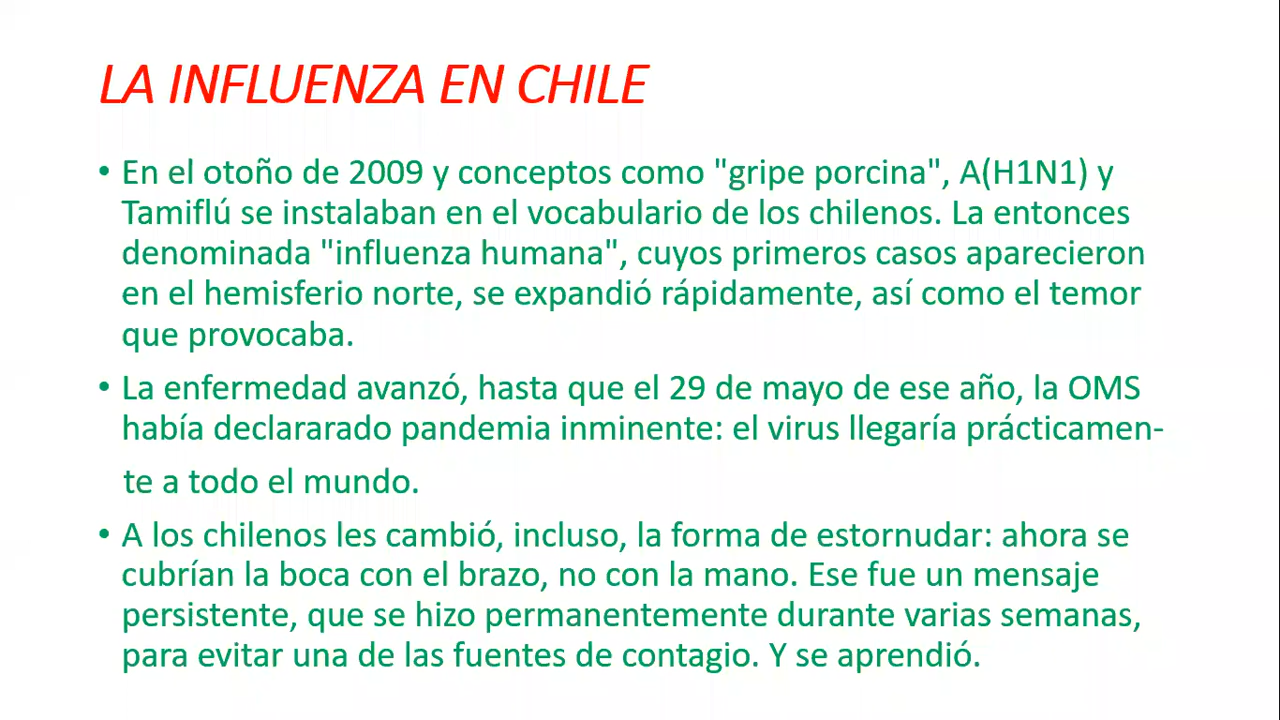 LA INFLUENZA EN CHILE
• En el otoño de 2009 y conceptos como "gripe porcina", A(H1N1) y
Tamiflú se instalaban en el vocabulario de los chilenos. La entonces
denominada "influenza humana", cuyos primeros casos aparecieron
en el hemisferio norte, se expandió rápidamente, así como el temor
que provocaba.
• La enfermedad avanzó, hasta que el 29 de mayo de ese año, la OMS
había declararado pandemia inminente: el virus llegaría prácticamen-
te a todo el mundo.
• A los chilenos les cambió, incluso, la forma de estornudar: ahora se
cubrían la boca con el brazo, no con la mano. Ese fue un mensaje
persistente, que se hizo permanentemente durante varias semanas,
para evitar una de las fuentes de contagio. Y se aprendió.